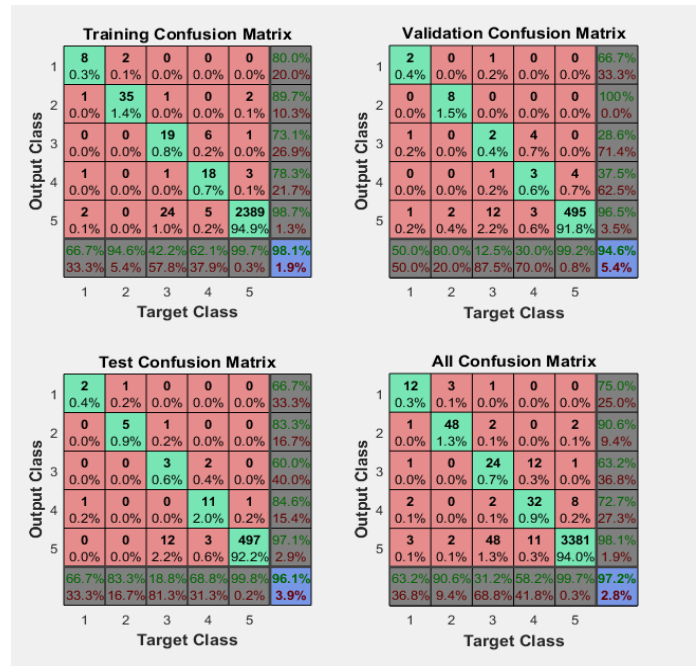 Training Confusion Matrix
8 2 0 0 0 80.0%
1
0.3% 0.1% 0.0% 0.0% 0.0% 20.0%
1 35 1 0 2 89.7%
2
0.0% 1.4% 0.0% 0.0% 0.1% 10.3%
0 0 19 6 1 73.1%
3
0.0% 0.0% 0.8% 0.2% 0.0% 26.9%
1 0 1 18 3 78.3%
4
0.0% 0.0% 0.0% 0.7% 0.1% 21.7%
2 0 24 5 2389 98.7%
5
0.1% 0.0% 1.0% 0.2% 94.9% 1.3%
66.7% 94.6% 42.2% 62.1% 99.7% 98.1%
33.3% 5.4% 57.8% 37.9% 0.3% 1.9%
1 2 3 4 5
Target Class
Output Class
Validation Confusion Matrix
2 0 1 0 0 66.7%
1
0.4% 0.0% 0.2% 0.0% 0.0% 33.3%
0 8 0 0 0 100%
2
0.0% 1.5% 0.0% 0.0% 0.0% 0.0%
1 0 2 4 0 28.6%
3
0.2% 0.0% 0.4% 0.7% 0.0% 71.4%
0 0 1 3 4 37.5%
4
0.0% 0.0% 0.2% 0.6% 0.7% 62.5%
1 2 12 3 495 96.5%
5
0.2% 0.4% 2.2% 0.6% 91.8% 3.5%
50.0% 80.0% 12.5% 30.0% 99.2% 94.6%
50.0% 20.0% 87.5% 70.0% 0.8% 5.4%
1 2 3 4 5
Target Class
Output Class
Test Confusion Matrix
2 1 0 0 0 66.7%
1
0.4% 0.2% 0.0% 0.0% 0.0% 33.3%
0 5 1 0 0 83.3%
2
0.0% 0.9% 0.2% 0.0% 0.0% 16.7%
0 0 3 2 0 60.0%
3
0.0% 0.0% 0.6% 0.4% 0.0% 40.0%
1 0 0 11 1 84.6%
4
0.2% 0.0% 0.0% 2.0% 0.2% 15.4%
0 0 12 3 497 97.1%
5
0.0% 0.0% 2.2% 0.6% 92.2% 2.9%
66.7% 83.3% 18.8% 68.8% 99.8% 96.1%
33.3% 16.7% 81.3% 31.3% 0.2% 3.9%
1 2 3 4 5
Target Class
Output Class
All Confusion Matrix
12 3 1 0 0 75.0%
1
0.3% 0.1% 0.0% 0.0% 0.0% 25.0%
1 48 2 0 2 90.6%
2
0.0% 1.3% 0.1% 0.0% 0.1% 9.4%
1 0 24 12 1 63.2%
3
0.0% 0.0% 0.7% 0.3% 0.0% 36.8%
2 0 2 32 8 72.7%
4
0.1% 0.0% 0.1% 0.9% 0.2% 27.3%
3 2 48 11 3381 98.1%
5
0.1% 0.1% 1.3% 0.3% 94.0% 1.9%
63.2% 90.6% 31.2% 58.2% 99.7% 97.2%
36.8% 9.4% 68.8% 41.8% 0.3% 2.8%
1 2 3 4 5
Target Class
Output Class